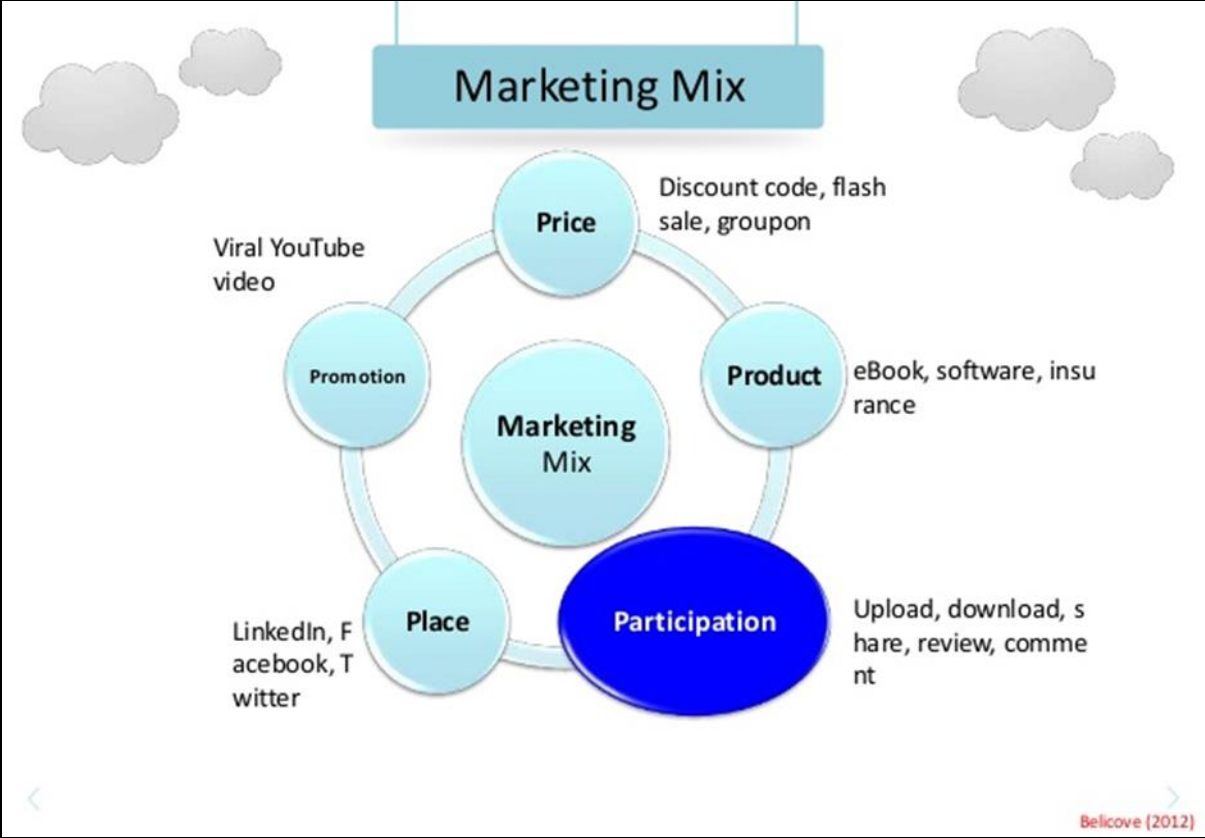 Marketing Mix
Price
Discount code, flash
sale, groupon
Viral YouTube
video
Promotion
Product
eBook, software, insu
rance
Marketing
Mix
Place
LinkedIn, F
acebook, T
witter
Participation
Upload, download, s
hare, review, comme
nt
Belicove (2012)